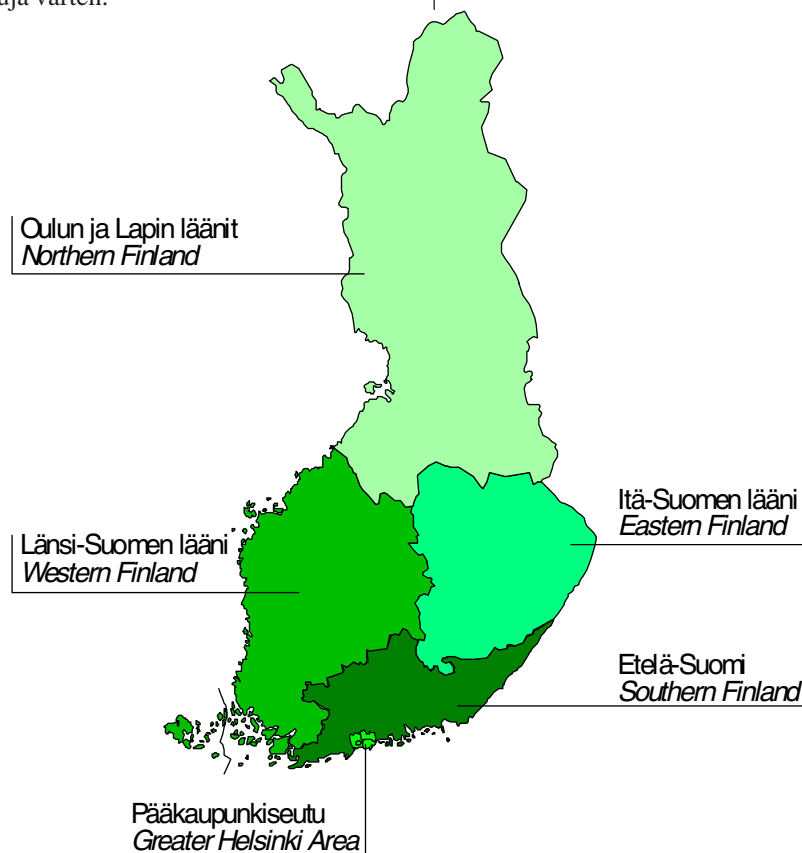 varten.
Oulun ja Lapin läänit
Northern Finland
Itä-Suomen lääni
Eastern Finland
Länsi-Suomen lääni
Western Finland
Etelä-Suomi
Southern Finland
Pääkaupunkiseutu
Greater Helsinki Area